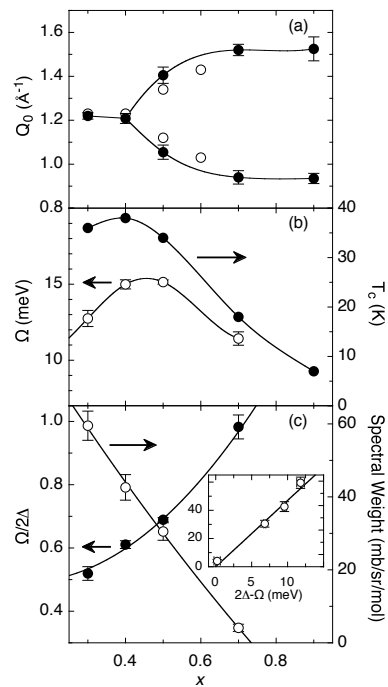 (a)
1.6
1.4
1.2
1.0
0.8
Q0 (Å-1)
(b)
15
10
Ω (meV)
40
30
20
10
0
Tc (K)
(c)
1.0
0.8
0.6
0.4
Ω/2Δ
60
40
20
0
Spectral Weight (mb/sr/mol)
40
20
0
0 5 10
2Δ-Ω (meV)
0.4 0.6 0.8
x